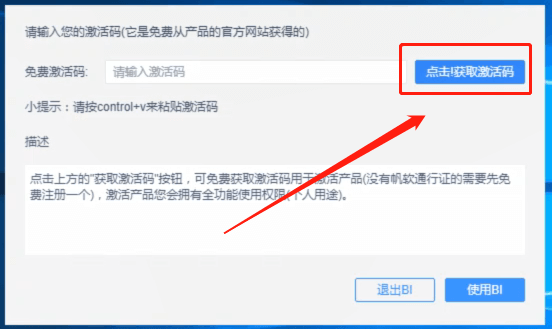 请输入您的激活码(它是免费从产品的官方网站获得的)
免费激活码:
请输入激活码
点击!获取激活码
小提示：请按control+v来粘贴激活码
描述
点击上方的"获取激活码"按钮，可免费获取激活码用于激活产品(没有帆软通行证的需要先免
费注册一个)，激活产品您会拥有全功能使用权限(个人用途)。
退出BI
使用BI